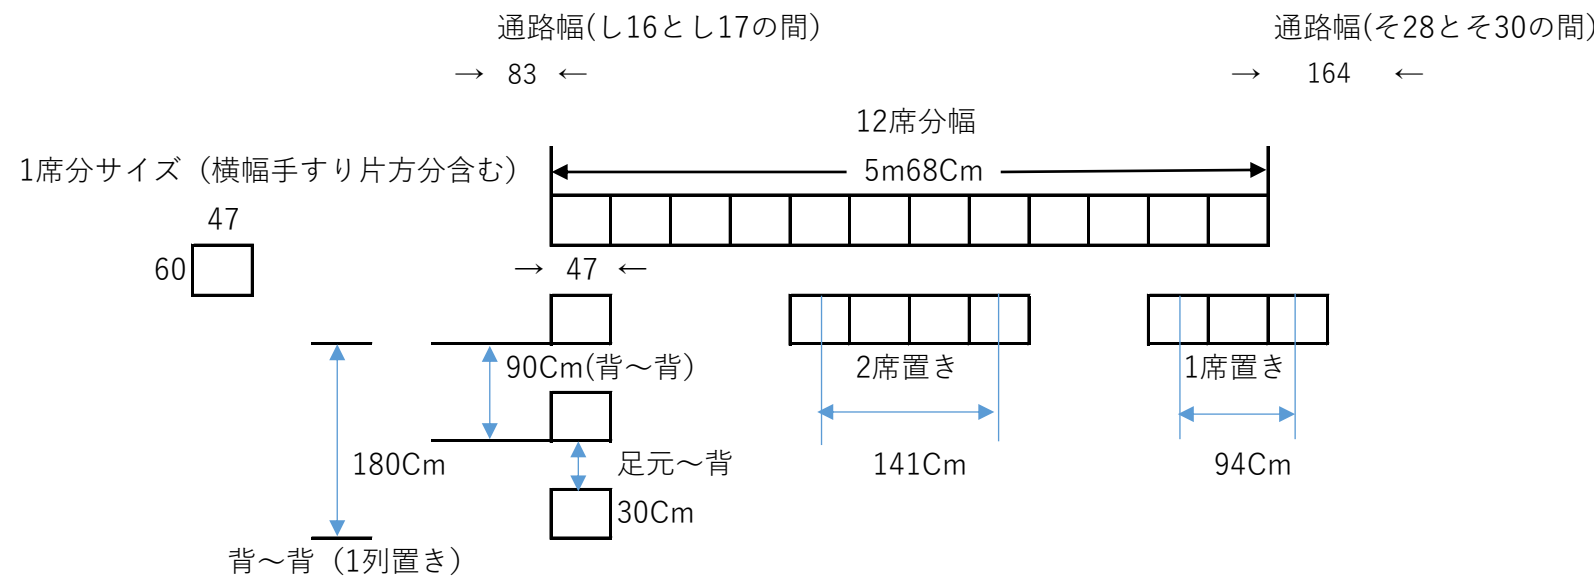 通路幅(し16とし17の間)
通路幅(そ28とそ30の間)
→ 83 ←
→ 164 ←
12席分幅
1席分サイズ（横幅手すり片方分含む）
5m68Cm
47
60
→ 47 ←
90Cm(背～背)
2席置き
1席置き
180Cm
足元～背
141Cm
94Cm
30Cm
背～背（1列置き）